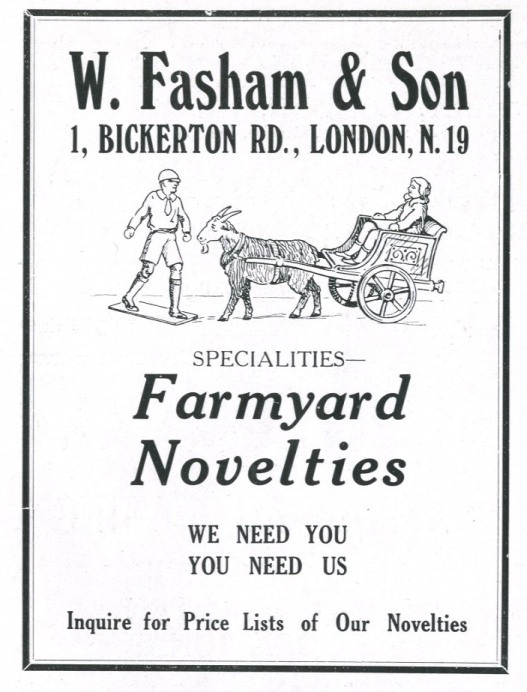 W. Fasham & Son
1, BICKERTON RD., LONDON, N. 19
SPECIALITIES—
Farmyard
Novelties
WE NEED YOU
YOU NEED US
Inquire for Price Lists of Our Novelties